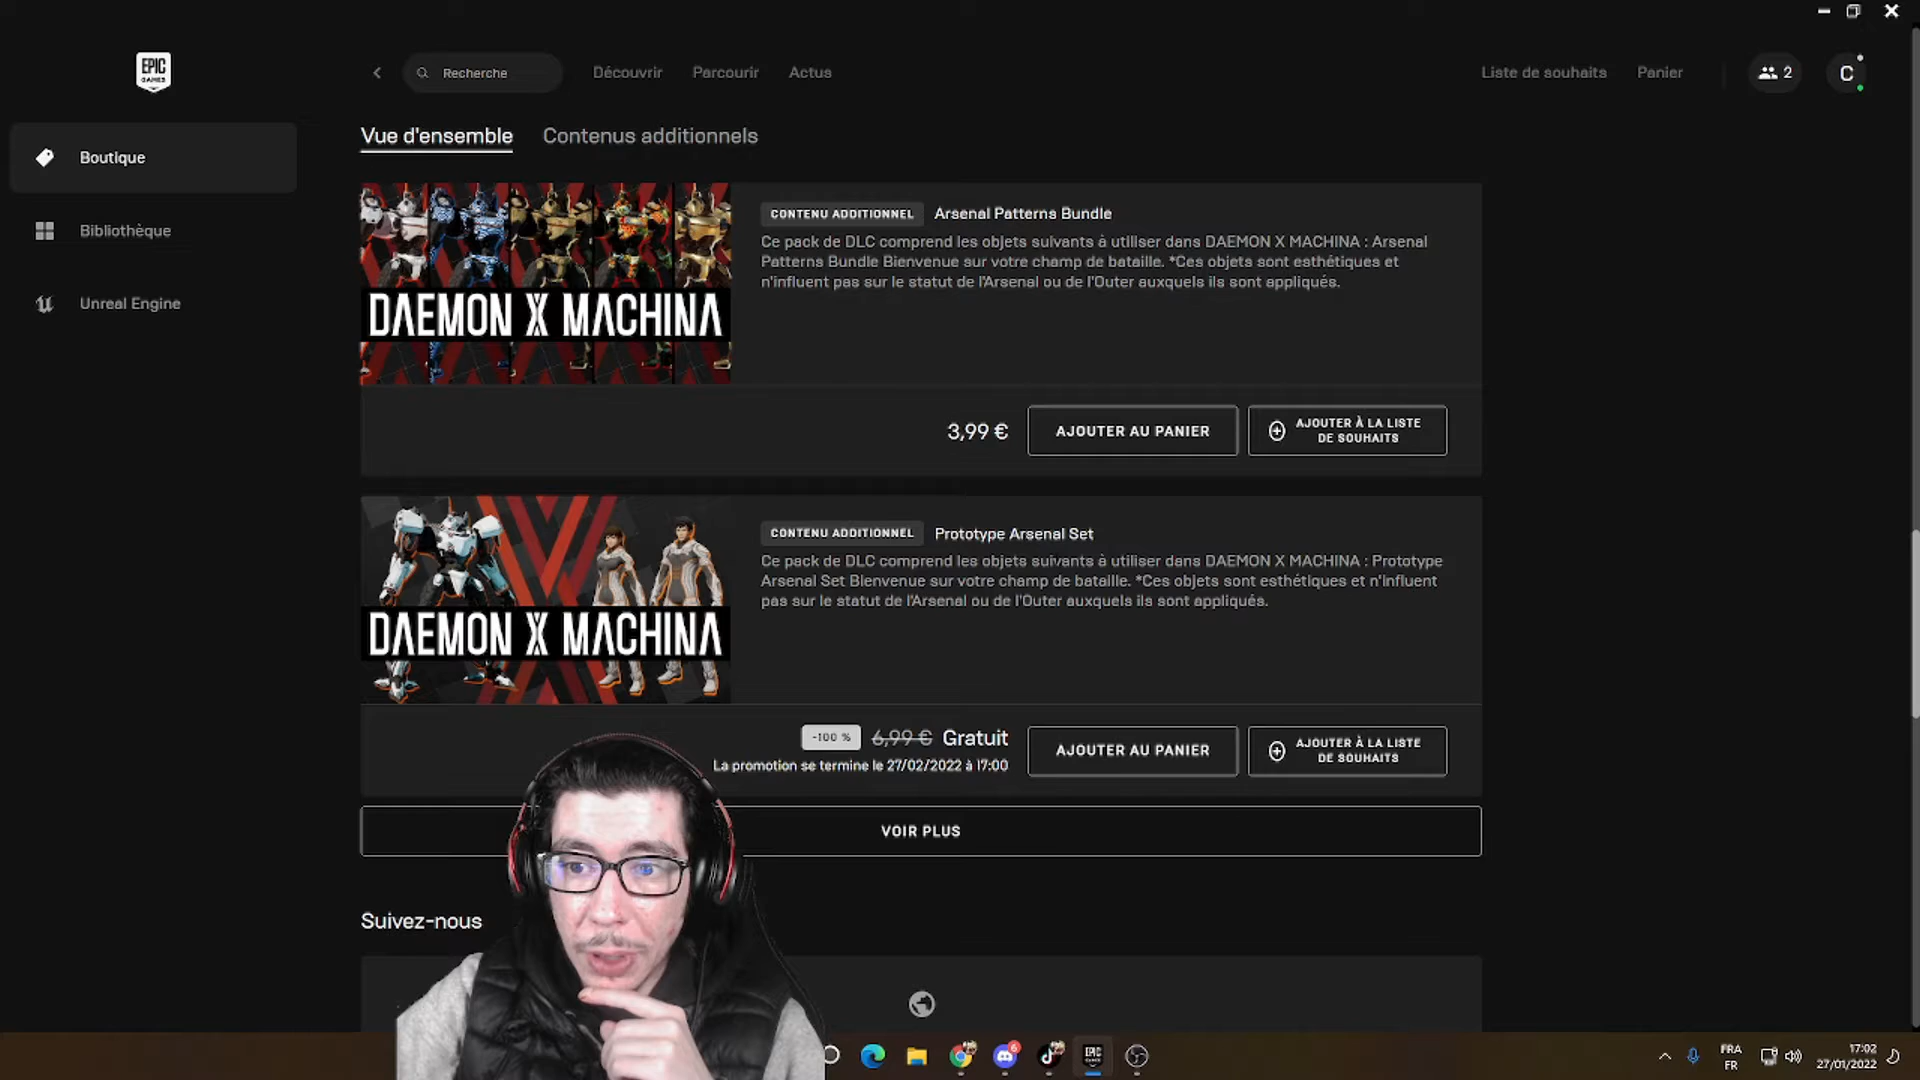 EPIC
GAMES
Recherche
Découvrir
Parcourir
Actus
Liste de souhaits
Panier
2
C
Boutique
Bibliothèque
Unreal Engine
Vue d'ensemble
Contenus additionnels
DAEMON X MACHINA
CONTENU ADDITIONNEL Arsenal Patterns Bundle
Ce pack de DLC comprend les objets suivants à utiliser dans DAEMON X MACHINA : Arsenal
Patterns Bundle Bienvenue sur votre champ de bataille. *Ces objets sont esthétiques et
n'influent pas sur le statut de l'Arsenal ou de l'Outer auxquels ils sont appliqués.
3,99 €
AJOUTER AU PANIER
AJOUTER À LA LISTE
DE SOUHAITS
DAEMON X MACHINA
CONTENU ADDITIONNEL Prototype Arsenal Set
Ce pack de DLC comprend les objets suivants à utiliser dans DAEMON X MACHINA : Prototype
Arsenal Set Bienvenue sur votre champ de bataille. *Ces objets sont esthétiques et n'influent
pas sur le statut de l'Arsenal ou de l'Outer auxquels ils sont appliqués.
-100 % 6,99 € Gratuit
La promotion se termine le 27/02/2022 à 17:00
AJOUTER AU PANIER
AJOUTER À LA LISTE
DE SOUHAITS
VOIR PLUS
Suivez-nous
6
EPIC
FRA
FR
17:02
27/01/2022